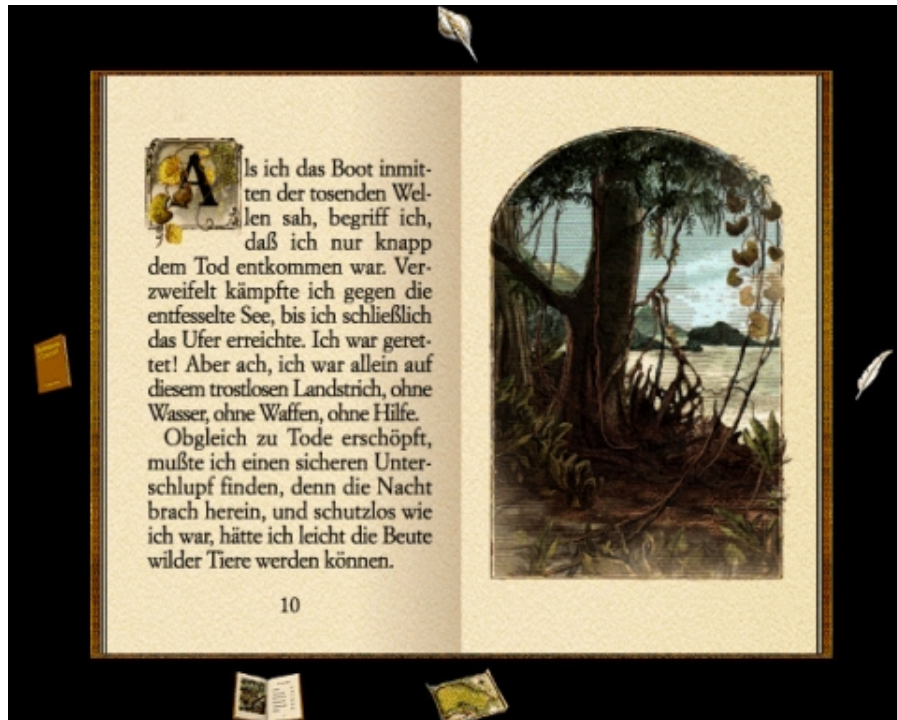 Als ich das Boot inmit-
ten der tosenden Wel-
len sah, begriff ich,
daß ich nur knapp
dem Tod entkommen war. Ver-
zweifelt kämpfte ich gegen die
entfesselte See, bis ich schließlich
das Ufer erreichte. Ich war geret-
tet! Aber ach, ich war allein auf
diesem trostlosen Landstrich, ohne
Wasser, ohne Waffen, ohne Hilfe.
Obgleich zu Tode erschöpft,
mußte ich einen sicheren Unter-
schlupf finden, denn die Nacht
brach herein, und schutzlos wie
ich war, hätte ich leicht die Beute
wilder Tiere werden können.
10